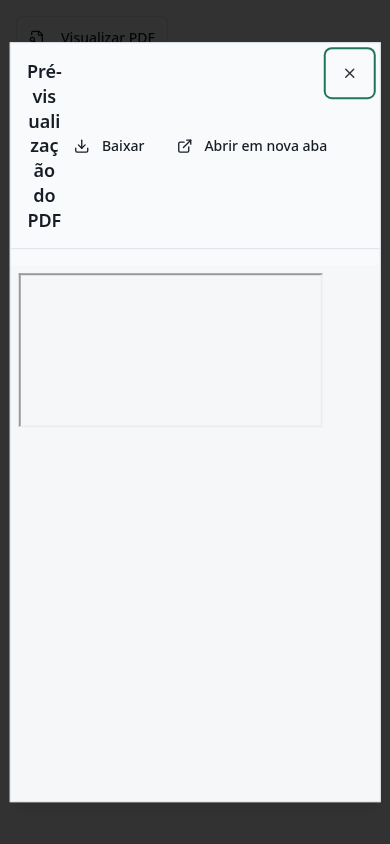 Visualizar PDF
Pré-
vis
uali
zaç
ão
do
PDF
Baixar
Abrir em nova aba